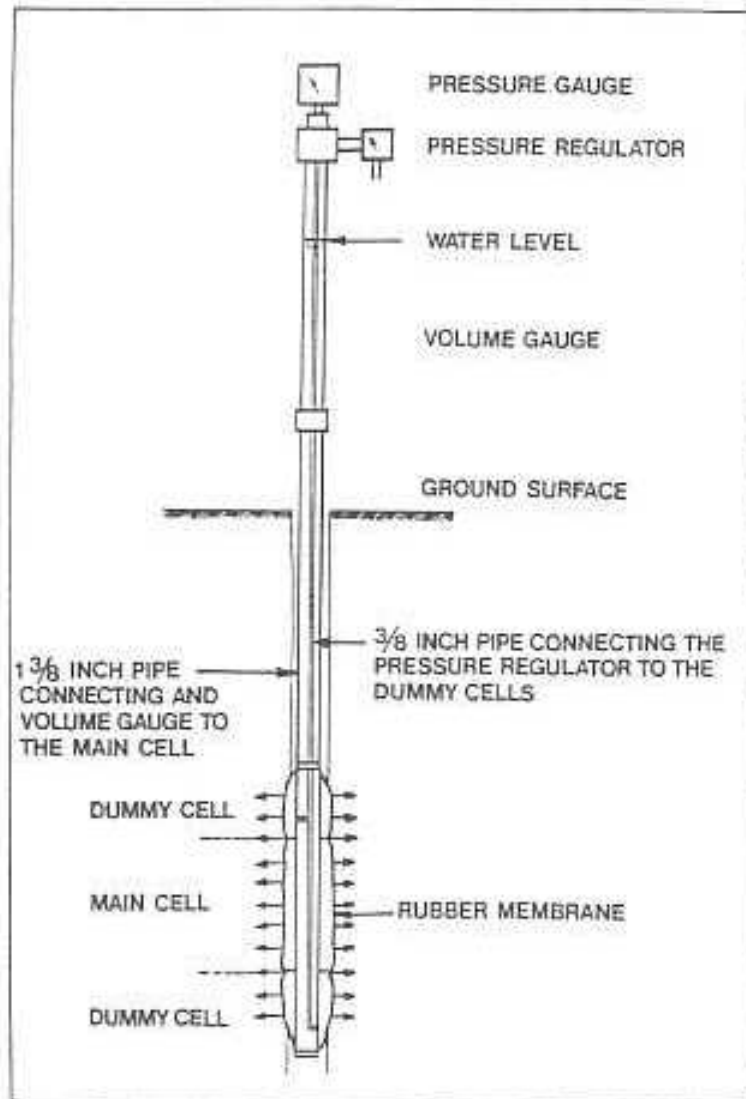 PRESSURE GAUGE
PRESSURE REGULATOR
WATER LEVEL
VOLUME GAUGE
GROUND SURFACE
3/8 INCH PIPE CONNECTING THE
PRESSURE REGULATOR TO THE
DUMMY CELLS
1 3/8 INCH PIPE
CONNECTING AND
VOLUME GAUGE TO
THE MAIN CELL
DUMMY CELL
MAIN CELL
RUBBER MEMBRANE
DUMMY CELL